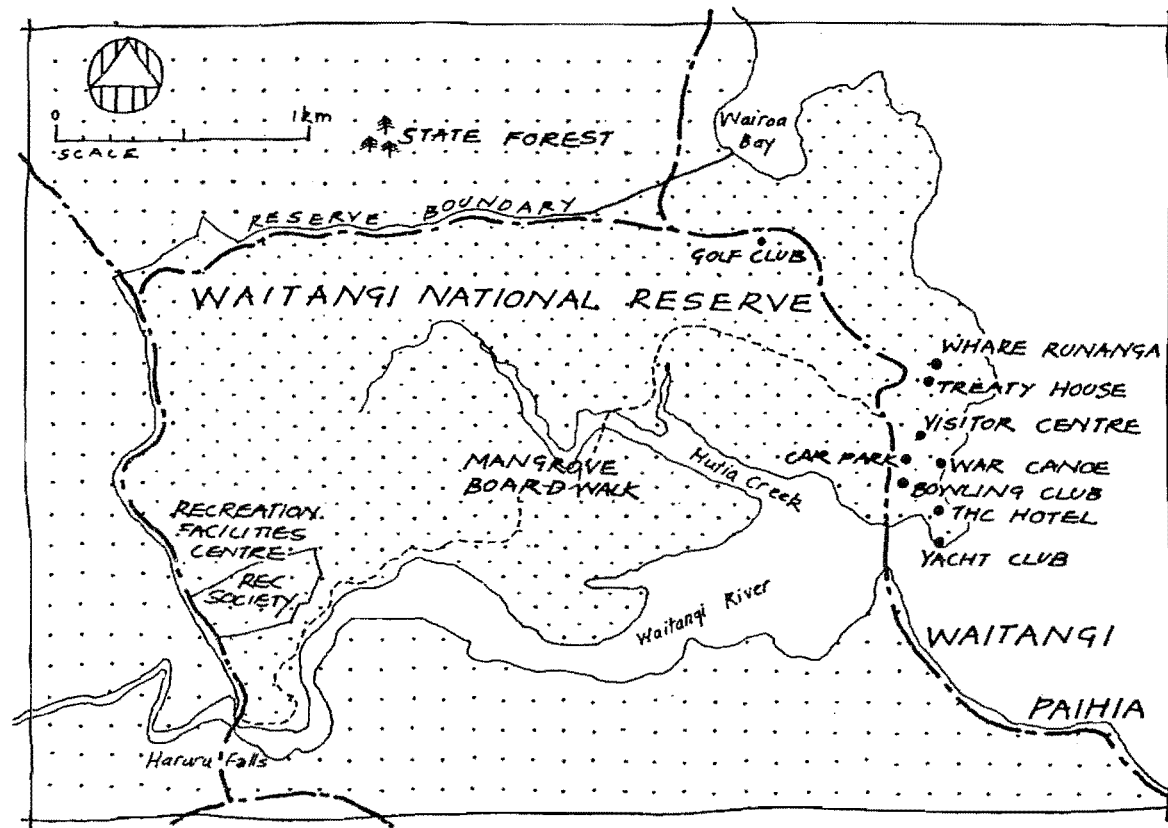 0 1km
SCALE
STATE FOREST
Wairoa
Bay
RESERVE BOUNDARY
GOLF CLUB
WAITANGI NATIONAL RESERVE
WHARE RUNANGA
TREATY HOUSE
VISITOR CENTRE
CAR PARK
WAR CANOE
BOWLING CLUB
THC HOTEL
YACHT CLUB
MANGROVE
BOARDWALK
Hutia Creek
RECREATION
FACILITIES
CENTRE
REC
SOCIETY
Waitangi River
WAITANGI
PAIHIA
Haruru Falls